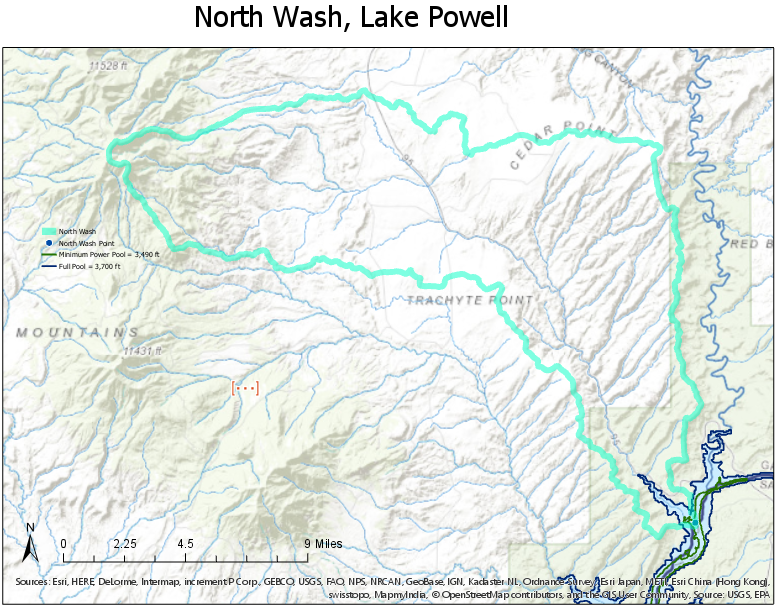 North Wash, Lake Powell
11528 ft
NG CANYON
CEDAR POINT
95
North Wash
North Wash Point
Minimum Power Pool = 3,490 ft
Full Pool = 3,700 ft
RED B
TRACHYTE POINT
MOUNTAINS
11431 ft
[···]
95
N
0 2.25 4.5 9 Miles
Sources: Esri, HERE, DeLorme, Intermap, increment P Corp., GEBCO, USGS, FAO, NPS, NRCAN, GeoBase, IGN, Kadaster NL, Ordnance Survey, Esri Japan, METI, Esri China (Hong Kong),
swisstopo, MapmyIndia, © OpenStreetMap contributors, and the GIS User Community, Source: USGS, EPA